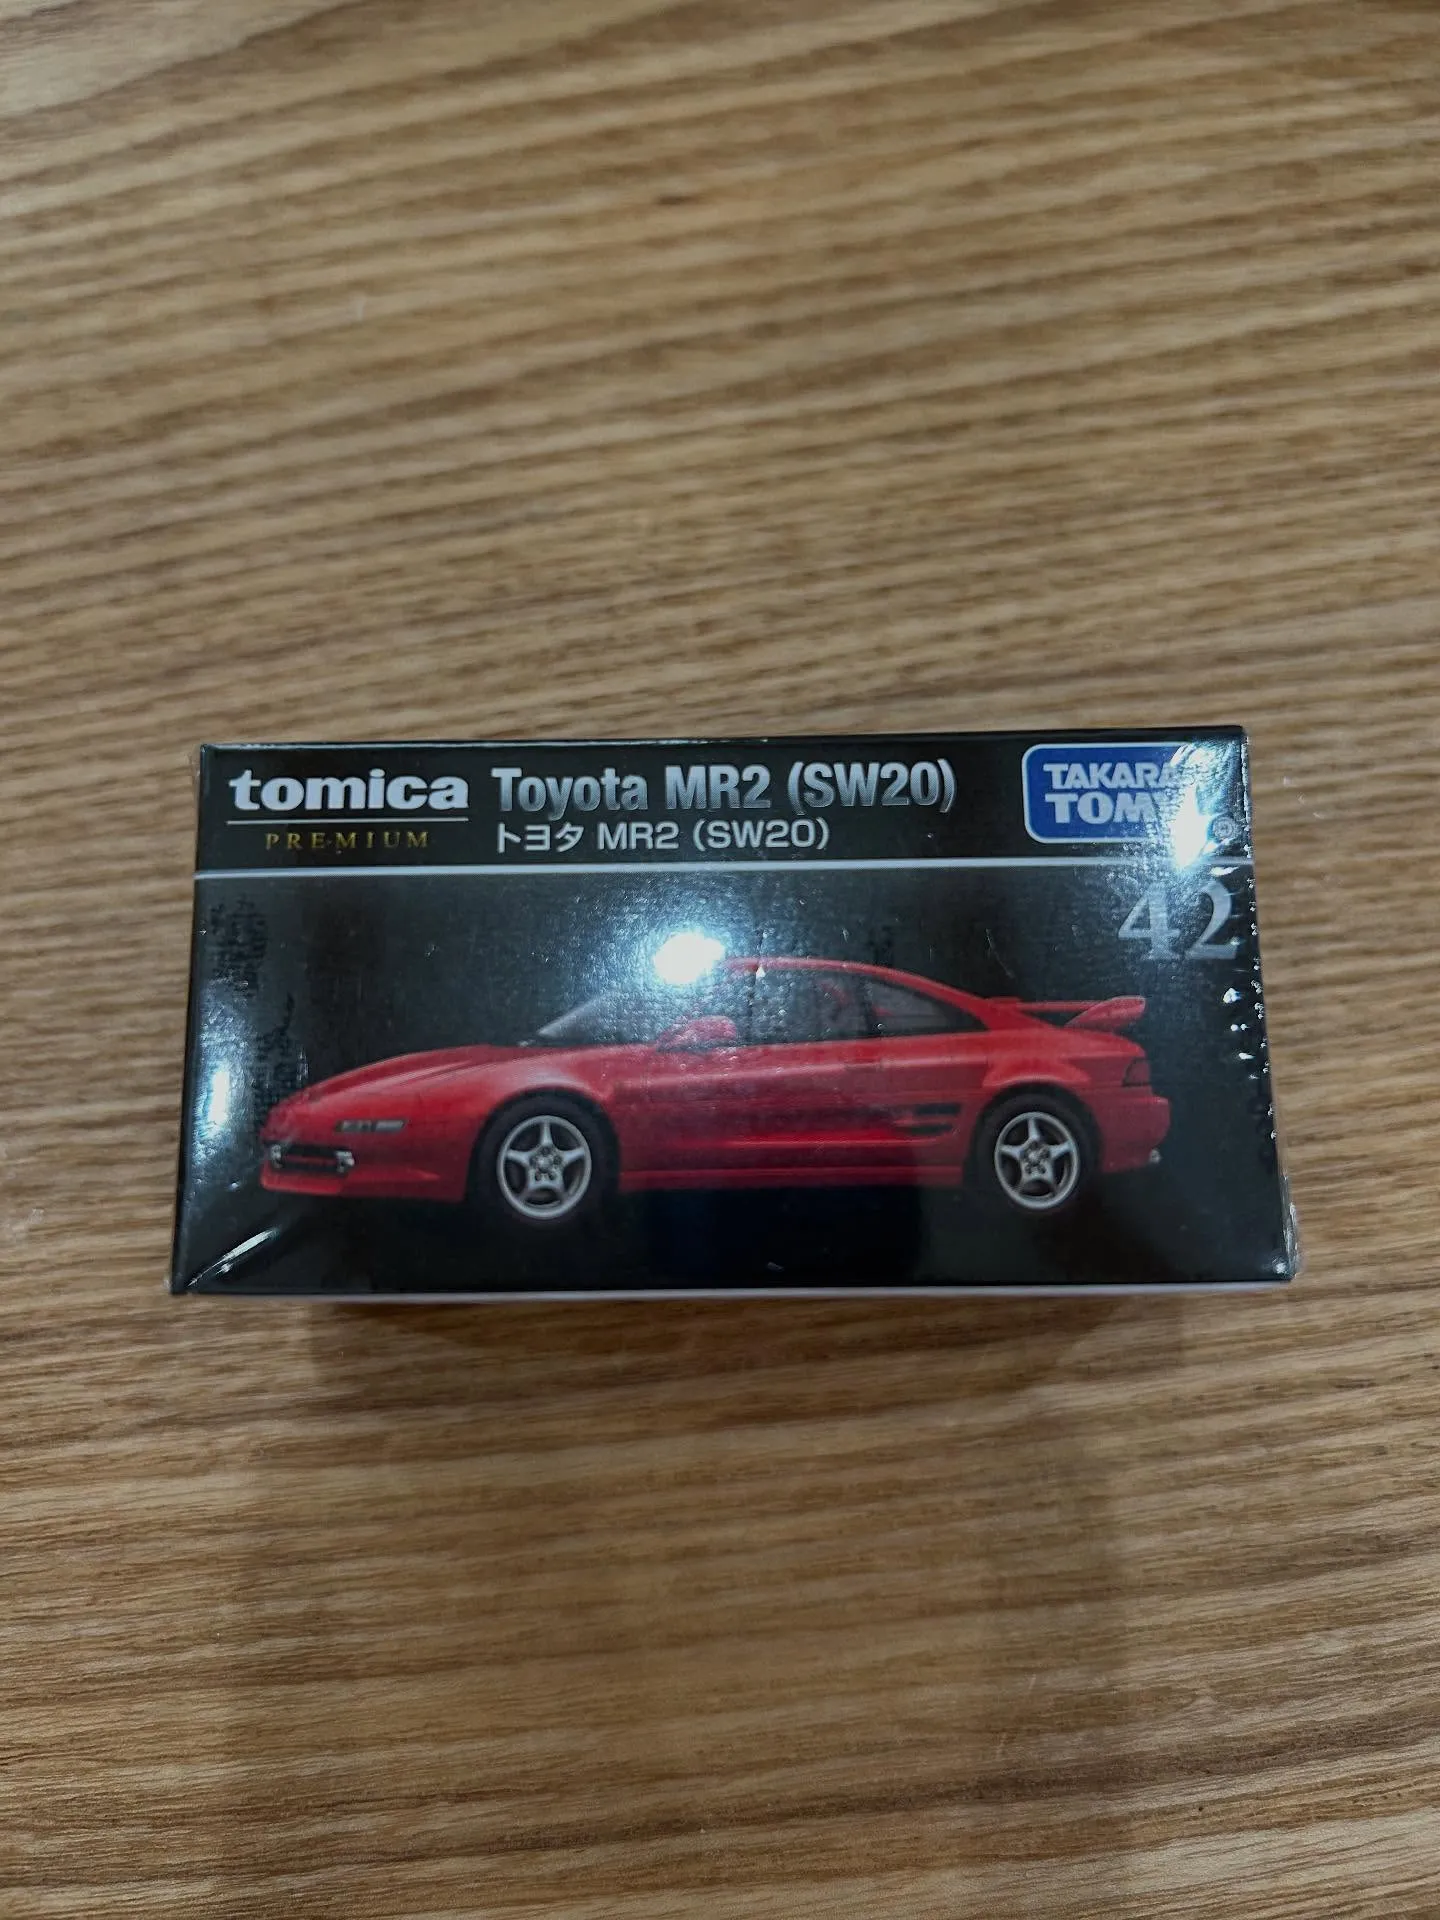 tomica
PREMIUM
Toyota MR2 (SW20)
トヨタ MR2 (SW20)
TAKARA
TOMY
42